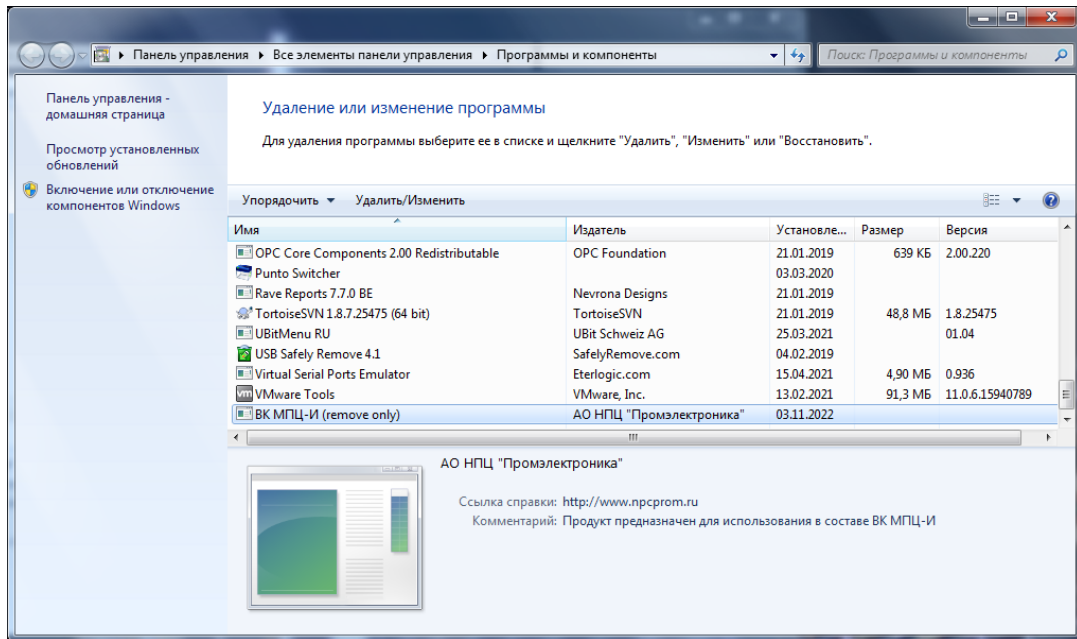 Панель управления ▸ Все элементы панели управления ▸ Программы и компоненты
Поиск: Программы и компоненты
Панель управления -
домашняя страница
Просмотр установленных
обновлений
Включение или отключение
компонентов Windows
Удаление или изменение программы
Для удаления программы выберите ее в списке и щелкните "Удалить", "Изменить" или "Восстановить".
Упорядочить Удалить/Изменить
Имя Издатель Установле... Размер Версия
OPC Core Components 2.00 Redistributable OPC Foundation 21.01.2019 639 КБ 2.00.220
Punto Switcher 03.03.2020
Rave Reports 7.7.0 BE Nevrona Designs 21.01.2019
TortoiseSVN 1.8.7.25475 (64 bit) TortoiseSVN 21.01.2019 48,8 МБ 1.8.25475
UBitMenu RU UBit Schweiz AG 25.03.2021 01.04
USB Safely Remove 4.1 SafelyRemove.com 04.02.2019
Virtual Serial Ports Emulator Eterlogic.com 15.04.2021 4,90 МБ 0.936
VMware Tools VMware, Inc. 13.02.2021 91,3 МБ 11.0.6.15940789
ВК МПЦ-И (remove only) АО НПЦ "Промэлектроника" 03.11.2022
АО НПЦ "Промэлектроника"
Ссылка справки: http://www.npcprom.ru
Комментарий: Продукт предназначен для использования в составе ВК МПЦ-И